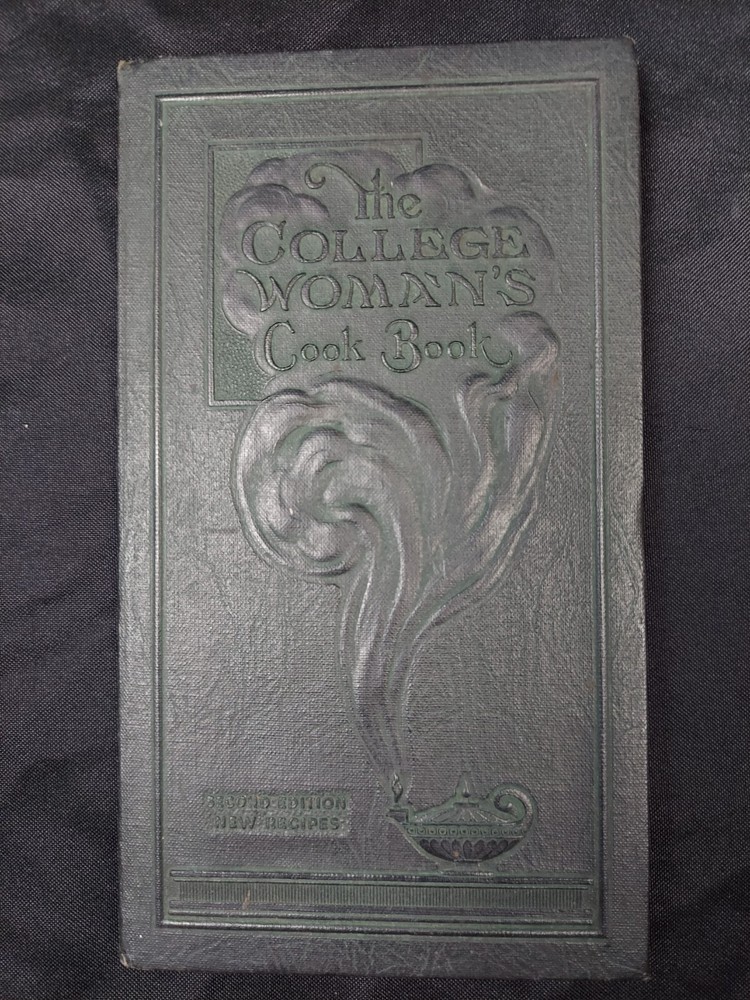 The
COLLEGE
WOMAN'S
Cook Book
SECOND EDITION
NEW RECIPES